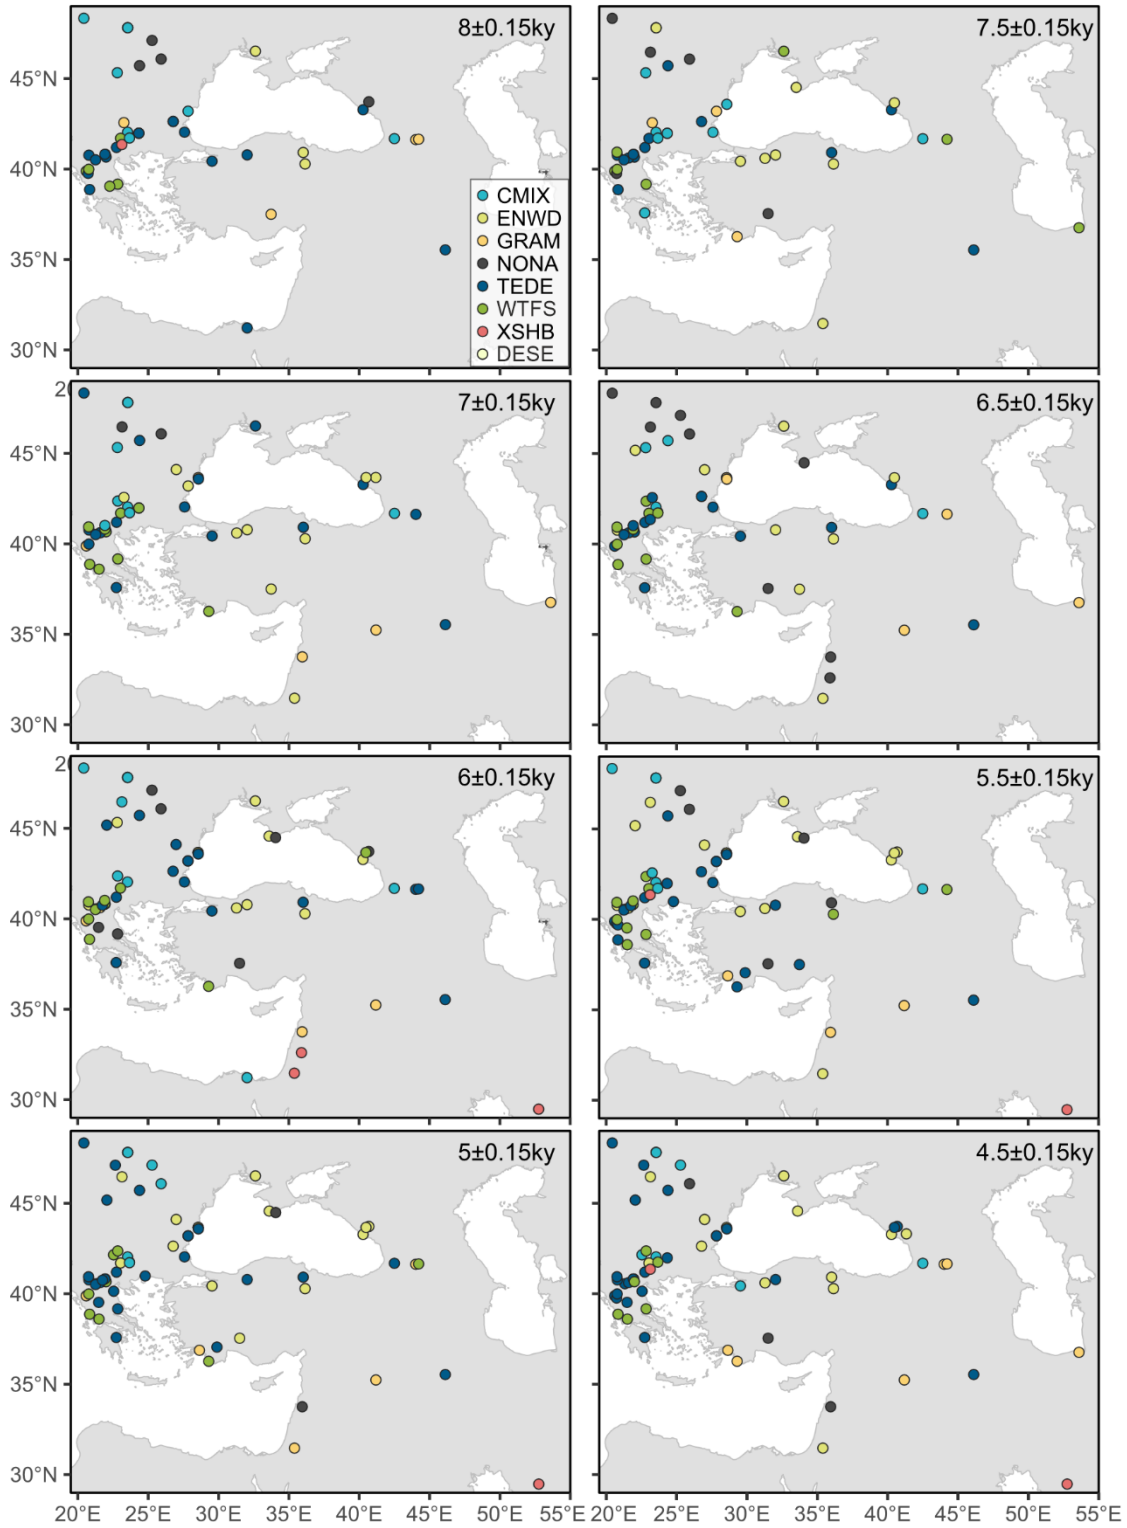 8±0.15ky 7.5±0.15ky
45°N
40°N
35°N
30°N
CMIX
ENWD
GRAM
NONA
TEDE
WTFS
XSHB
DESE
7±0.15ky 6.5±0.15ky
45°N
40°N
35°N
30°N
6±0.15ky 5.5±0.15ky
45°N
40°N
35°N
30°N
5±0.15ky 4.5±0.15ky
45°N
40°N
35°N
30°N
20°E 25°E 30°E 35°E 40°E 45°E 50°E 55°E 20°E 25°E 30°E 35°E 40°E 45°E 50°E 55°E